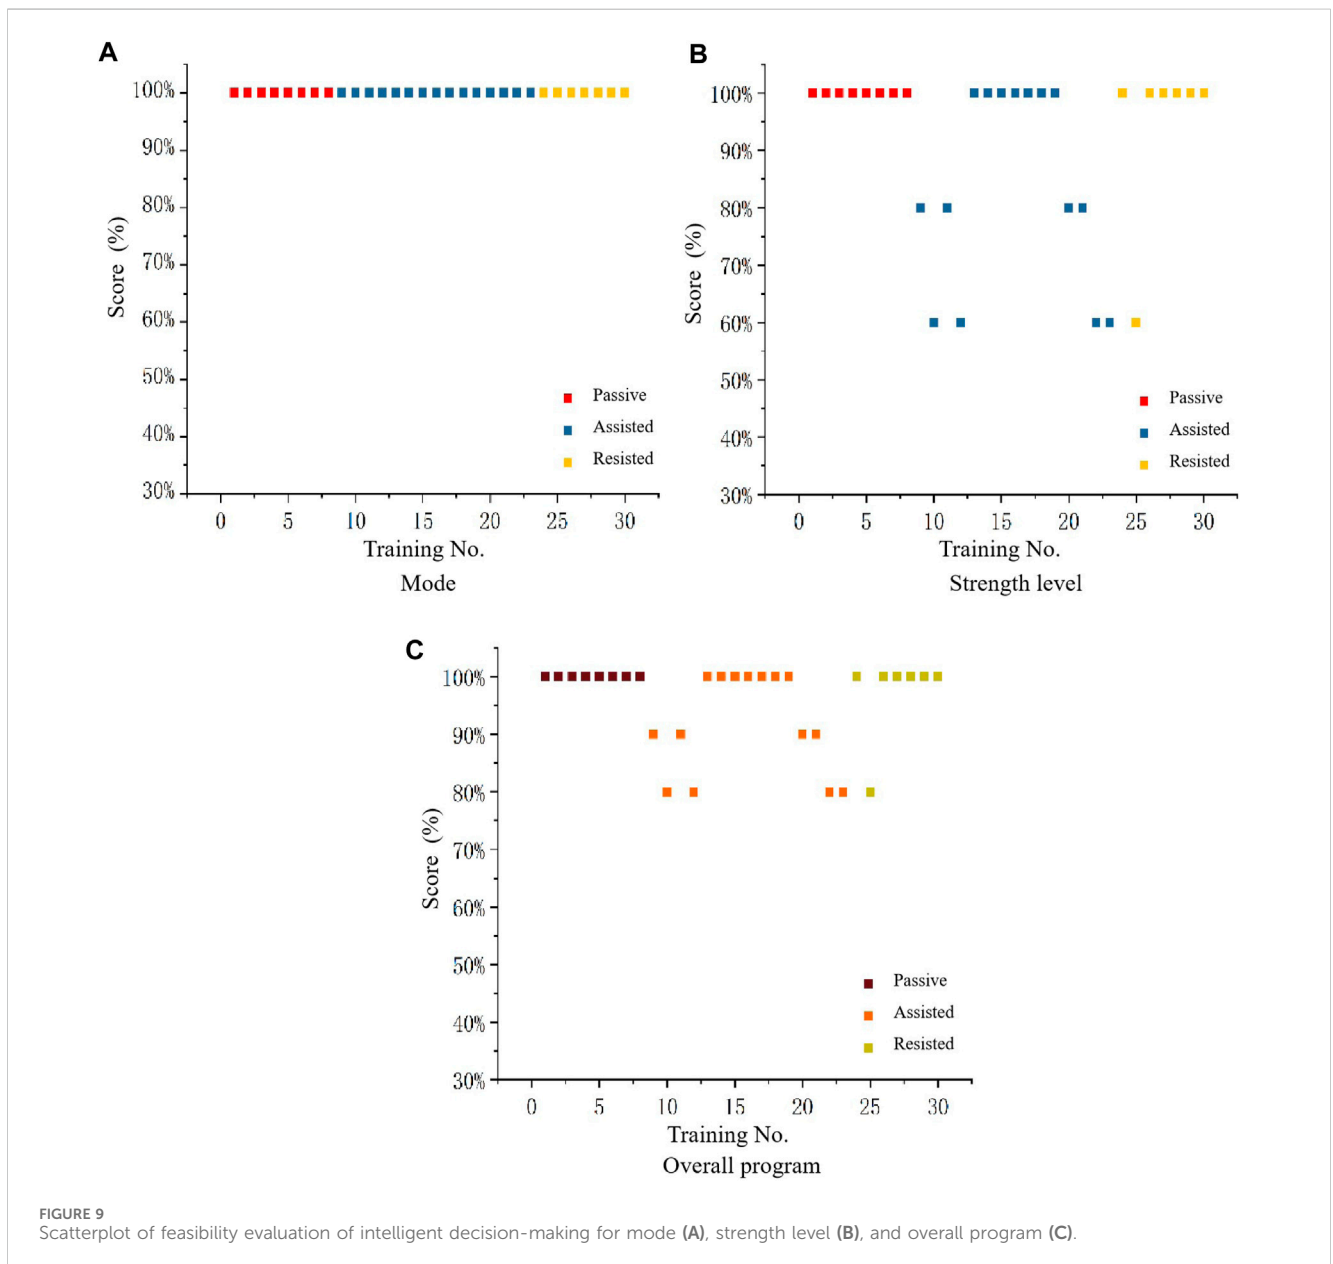 A
100%
90%
80%
70%
60%
50%
40%
30%
Score (%)
Passive
Assisted
Resisted
0 5 10 15 20 25 30
Training No.
Mode
B
100%
90%
80%
70%
60%
50%
40%
30%
Score (%)
Passive
Assisted
Resisted
0 5 10 15 20 25 30
Training No.
Strength level
C
100%
90%
80%
70%
60%
50%
40%
30%
Score (%)
Passive
Assisted
Resisted
0 5 10 15 20 25 30
Training No.
Overall program
FIGURE 9
Scatterplot of feasibility evaluation of intelligent decision-making for mode (A), strength level (B), and overall program (C).